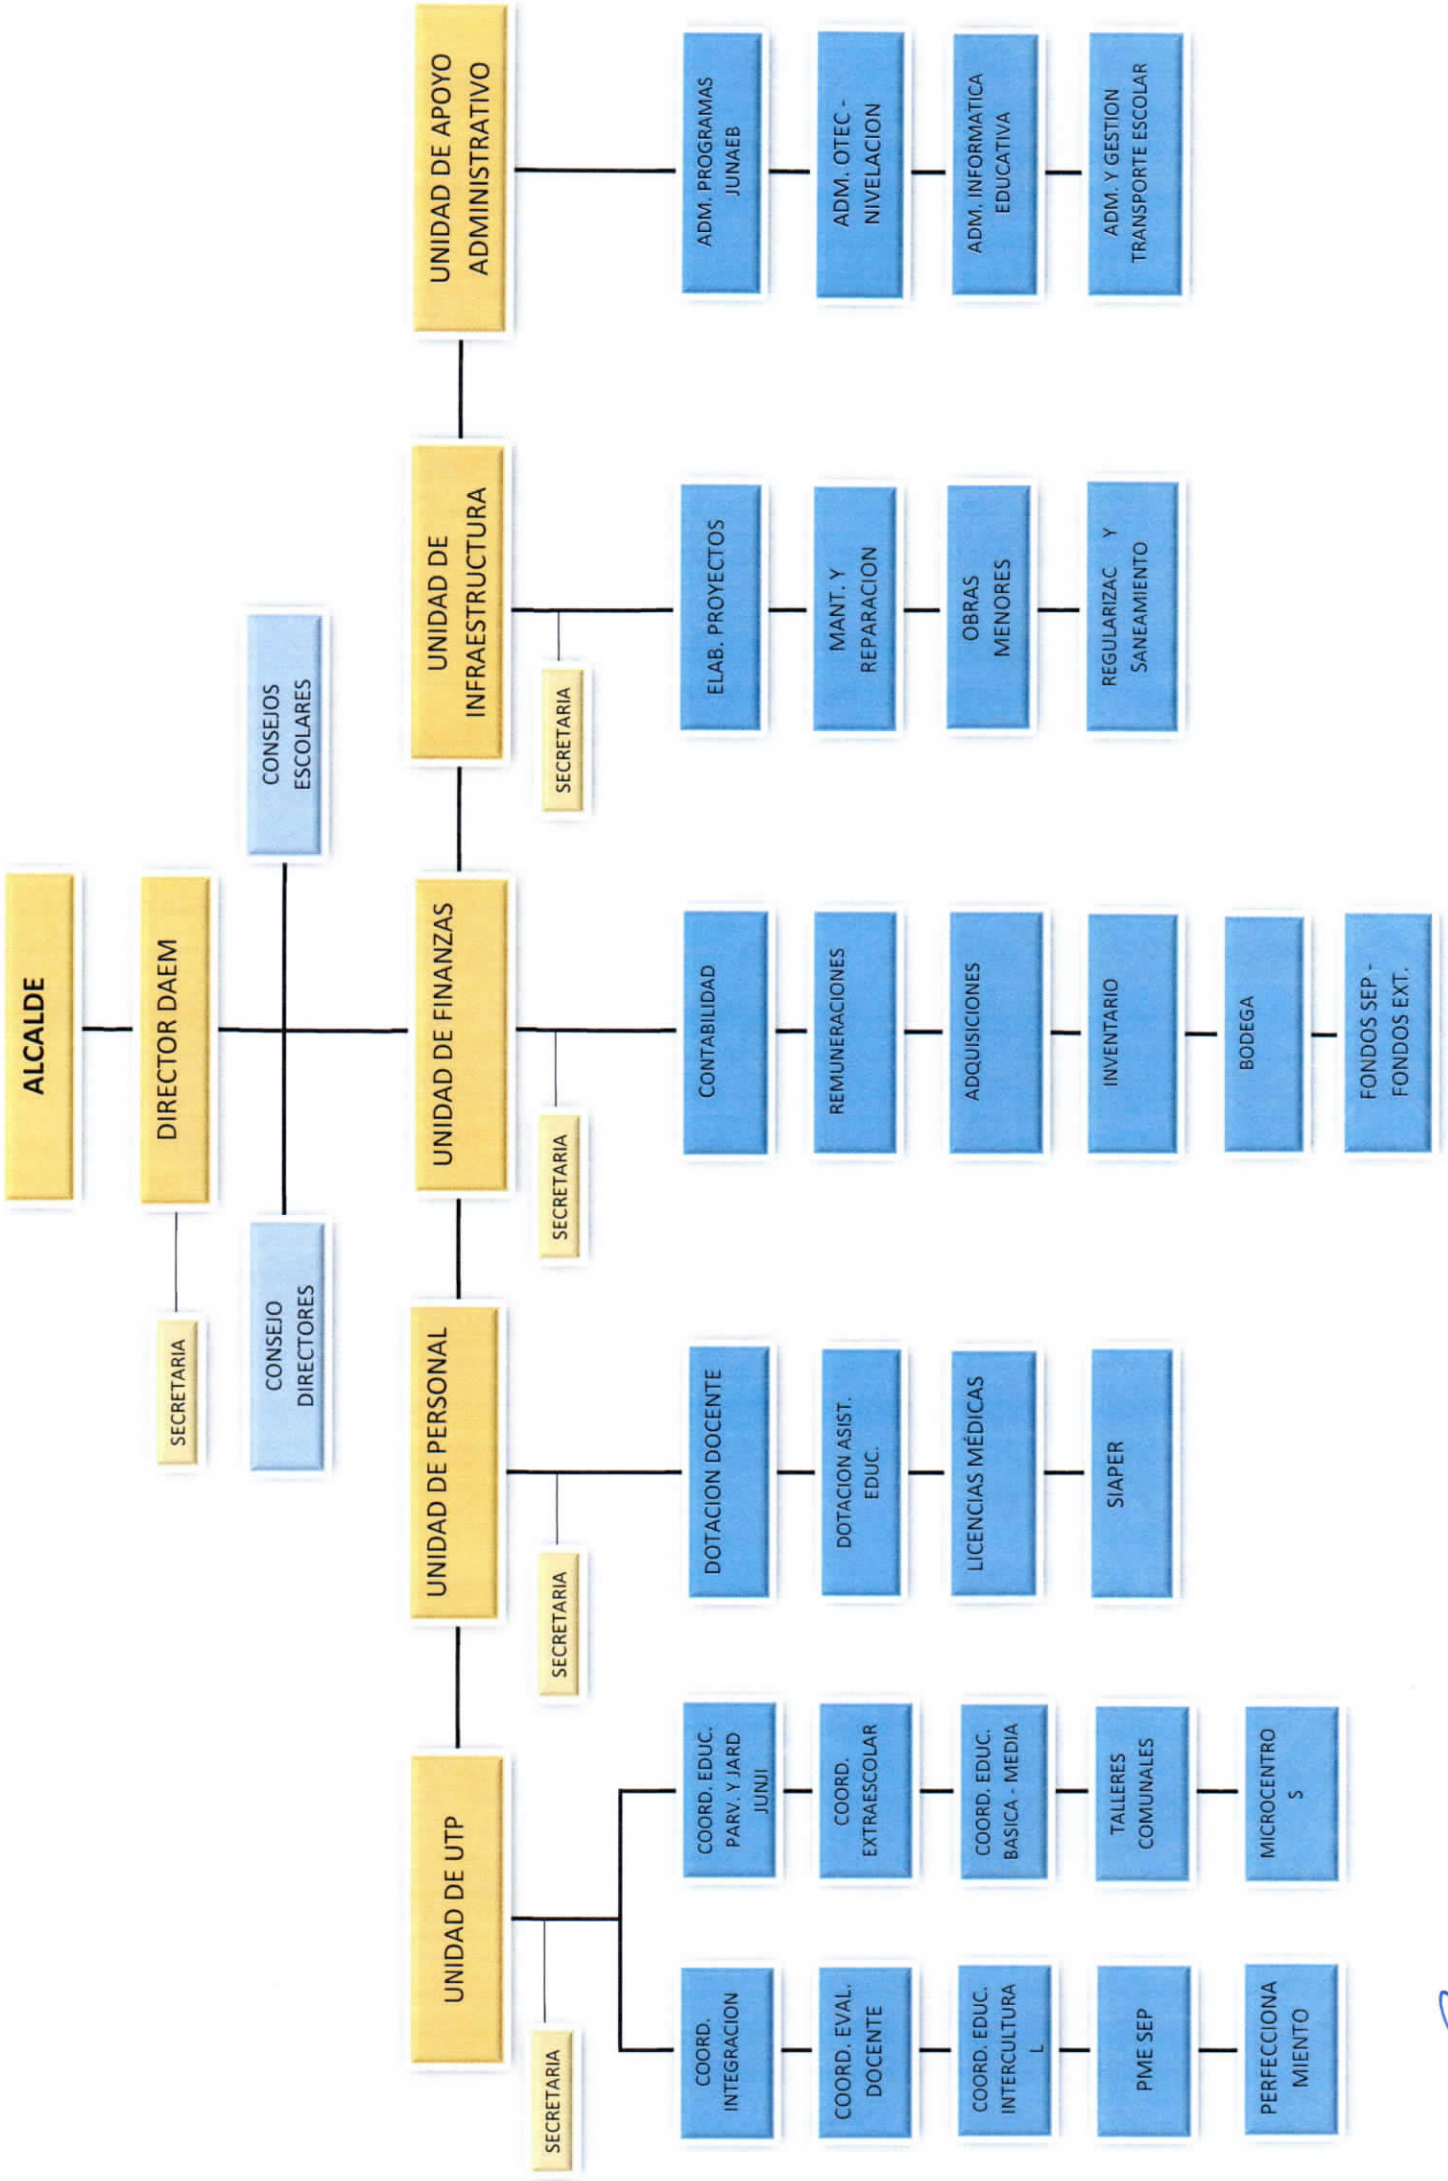 ALCALDE
DIRECTOR DAEM
SECRETARIA
CONSEJO
DIRECTORES
CONSEJOS
ESCOLARES
UNIDAD DE UTP
UNIDAD DE PERSONAL
UNIDAD DE FINANZAS
UNIDAD DE
INFRAESTRUCTURA
UNIDAD DE APOYO
ADMINISTRATIVO
SECRETARIA
SECRETARIA
SECRETARIA
SECRETARIA
COORD.
INTEGRACION
COORD. EVAL.
DOCENTE
COORD. EDUC.
INTERCULTURA
L
PME SEP
PERFECCIONA
MIENTO
COORD. EDUC.
PARV. Y JARD
JUNJI
COORD.
EXTRAESCOLAR
COORD. EDUC.
BASICA - MEDIA
TALLERES
COMUNALES
MICROCENTRO
S
DOTACION DOCENTE
DOTACION ASIST.
EDUC.
LICENCIAS MÉDICAS
SIAPER
CONTABILIDAD
REMUNERACIONES
ADQUISICIONES
INVENTARIO
BODEGA
FONDOS SEP -
FONDOS EXT.
ELAB. PROYECTOS
MANT. Y
REPARACION
OBRAS
MENORES
REGULARIZAC Y
SANEAMIENTO
ADM. PROGRAMAS
JUNAEB
ADM. OTEC -
NIVELACION
ADM. INFORMATICA
EDUCATIVA
ADM. Y GESTION
TRANSPORTE ESCOLAR